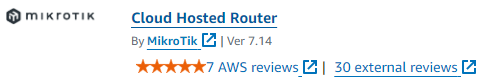 MIKROTIK
Cloud Hosted Router
By MikroTik | Ver 7.14
7 AWS reviews | 30 external reviews